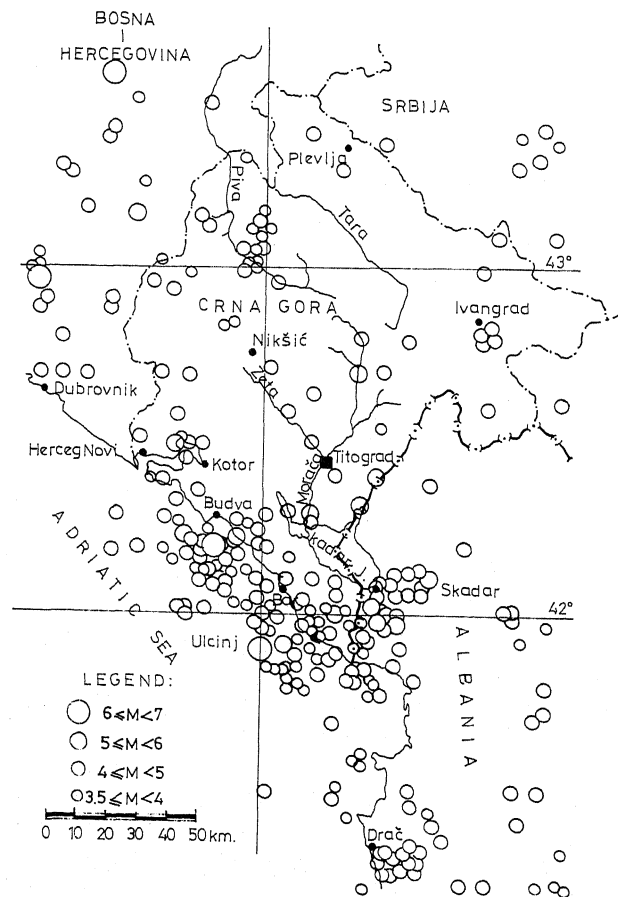 BOSNA
I
HERCEGOVINA
SRBIJA
Plevlja
Piva
Tara
43°
CRNA GORA
Ivangrad
Nikšić
Zeta
Dubrovnik
Herceg Novi
Kotor
Morača
Titograd
Budva
ADRIATIC SEA
Skadar
42°
Ulcinj
ALBANIA
LEGEND:
6⩽M<7
5⩽M<6
4⩽M<5
3.5⩽M<4
0 10 20 30 40 50 km.
Drač